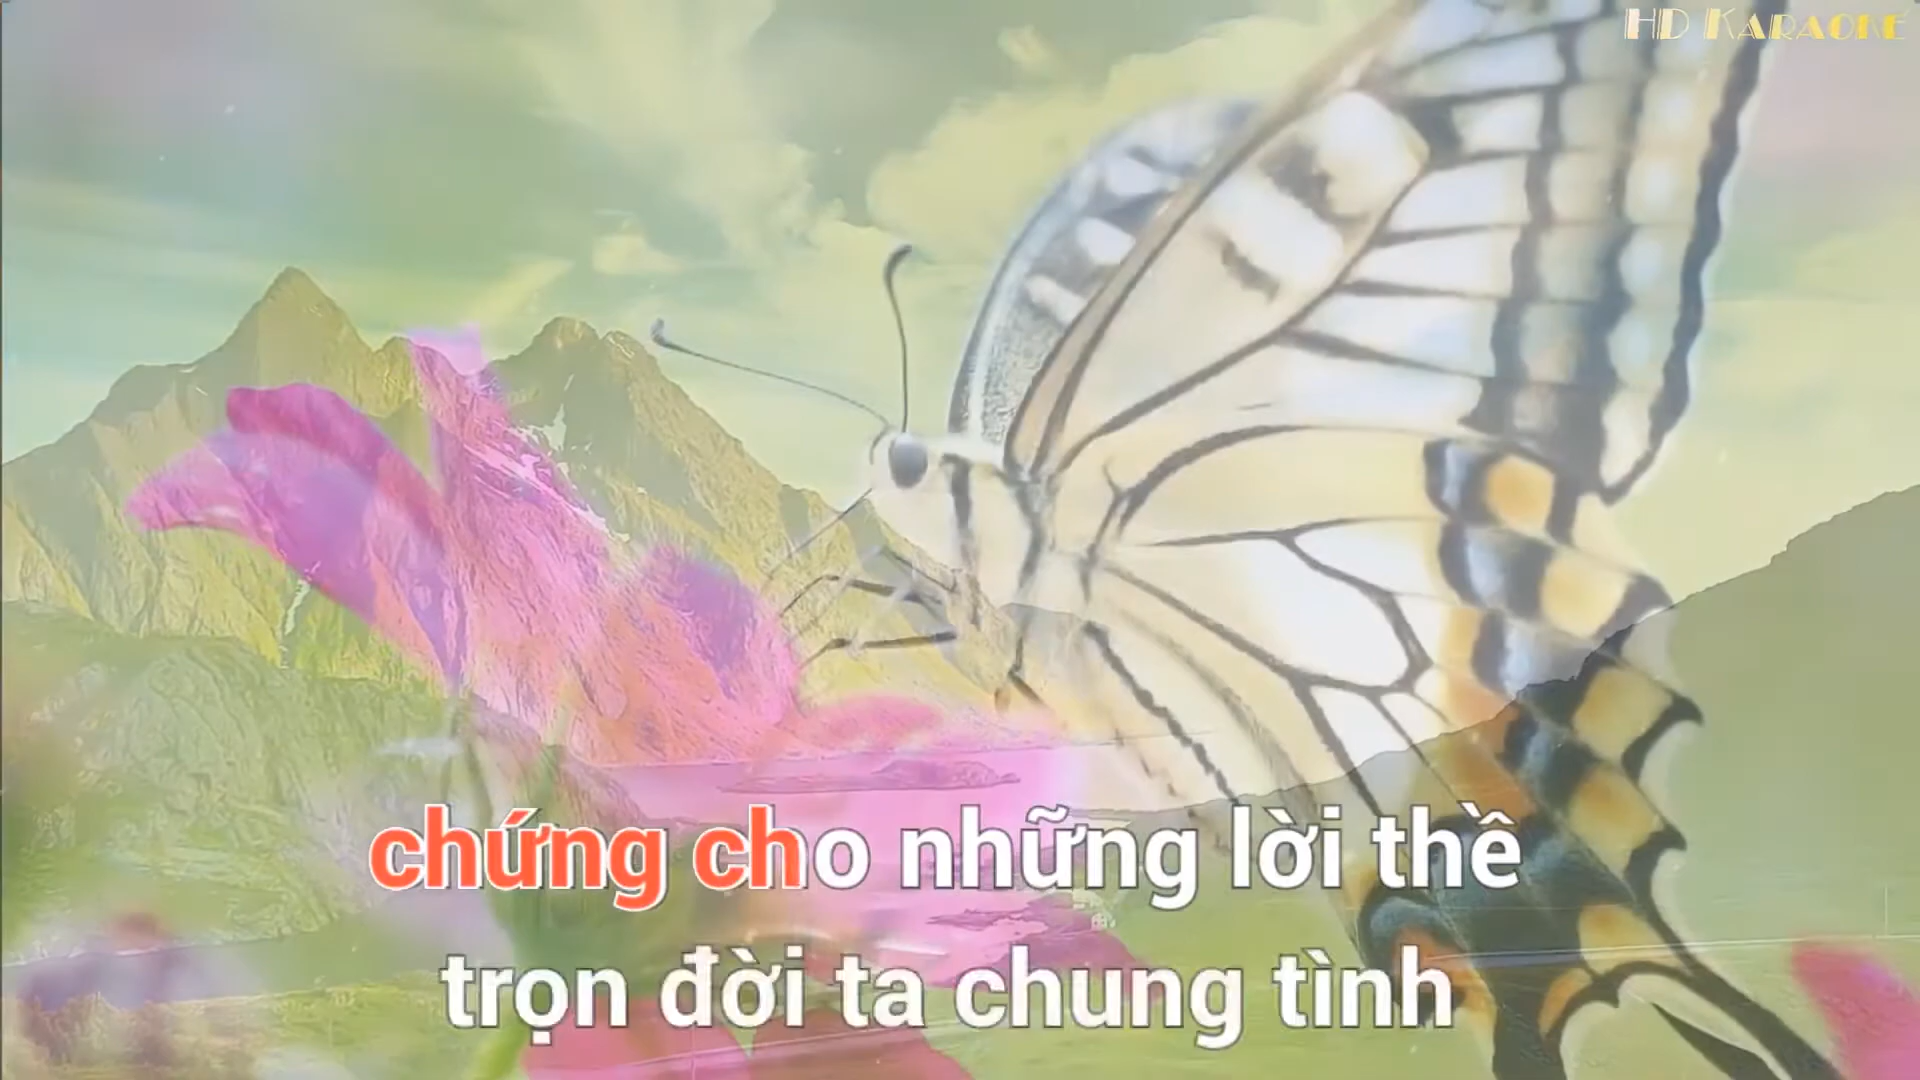 HD KARAOKE
chứng cho những lời thề
trọn đời ta chung tình